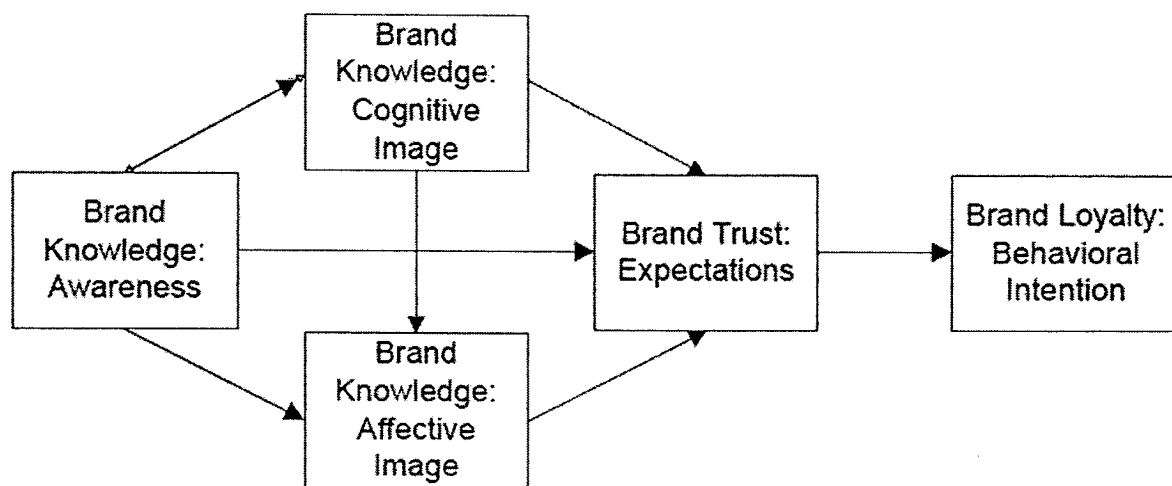 Brand
Knowledge:
Cognitive
Image
Brand
Knowledge:
Awareness
Brand Trust:
Expectations
Brand Loyalty:
Behavioral
Intention
Brand
Knowledge:
Affective
Image